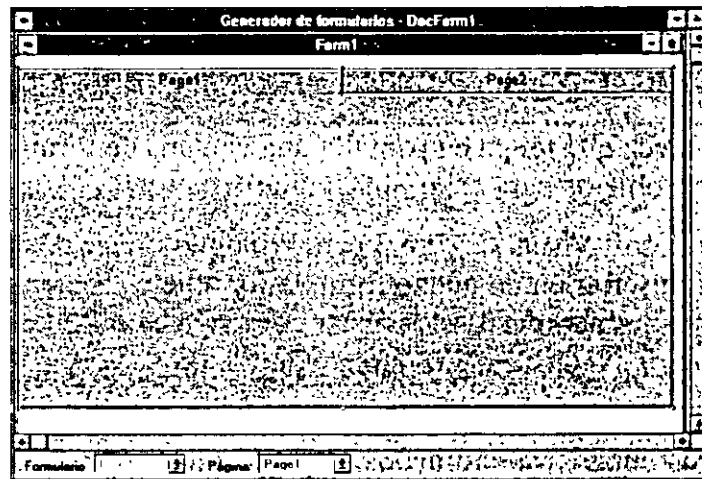 Generador de formularios - DocForm1
Form1
Page1 Page2
Formulario Página: Page1